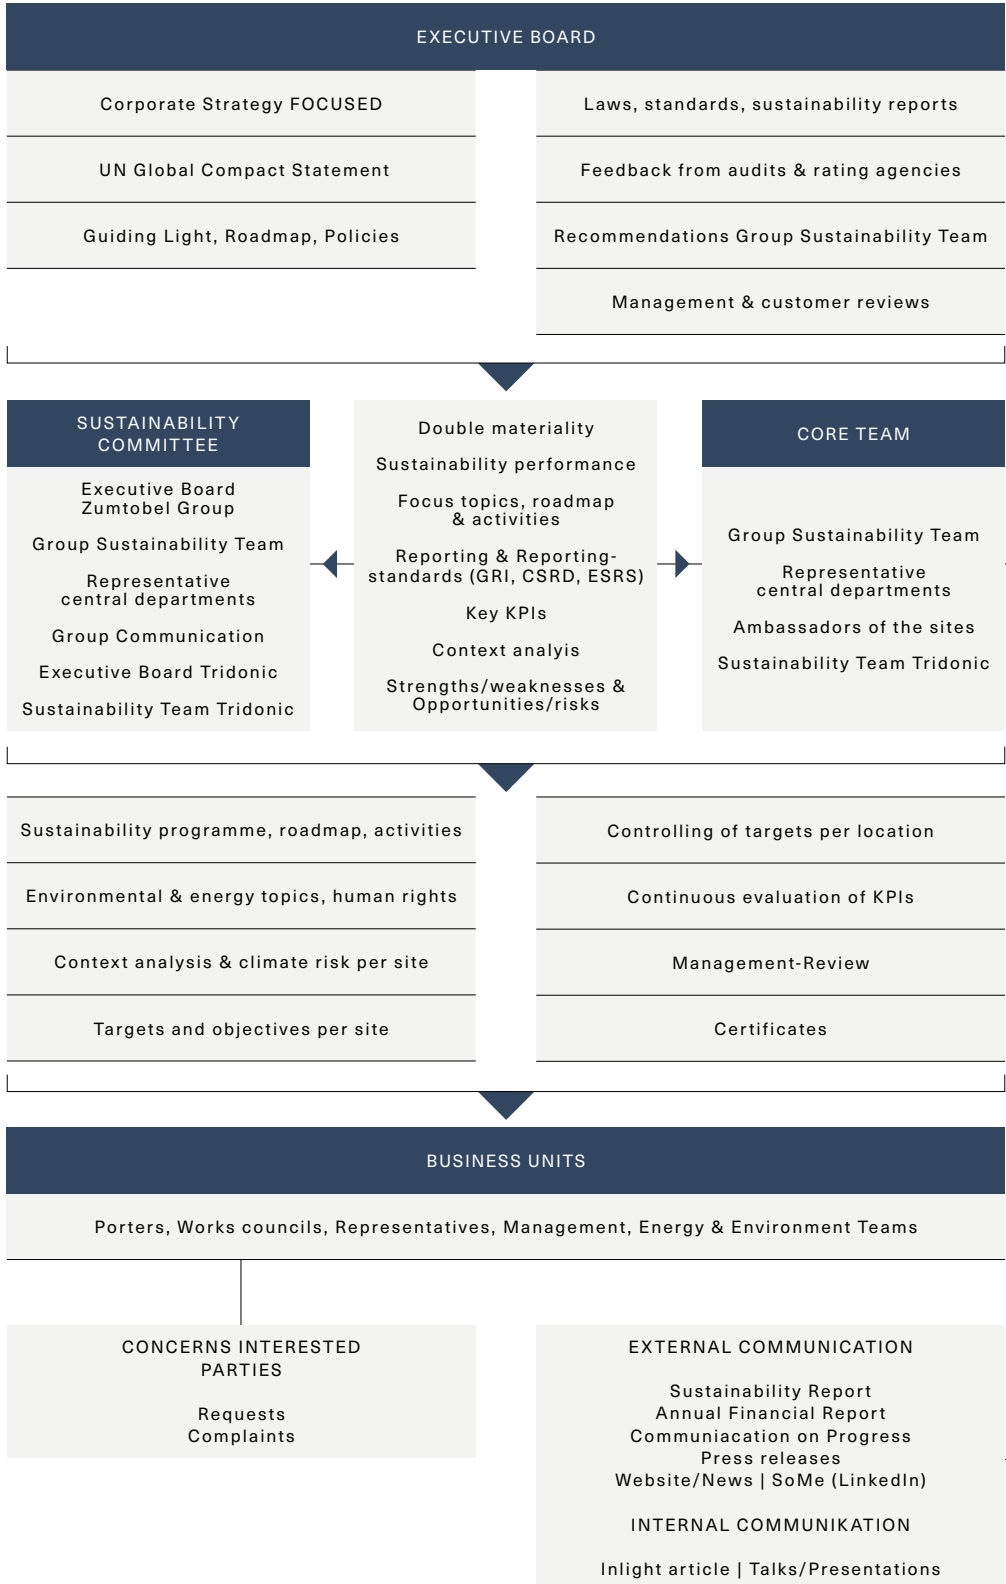 EXECUTIVE BOARD
Corporate Strategy FOCUSED
UN Global Compact Statement
Guiding Light, Roadmap, Policies
Laws, standards, sustainability reports
Feedback from audits & rating agencies
Recommendations Group Sustainability Team
Management & customer reviews
SUSTAINABILITY
COMMITTEE
Executive Board
Zumtobel Group
Group Sustainability Team
Representative
central departments
Group Communication
Executive Board Tridonic
Sustainability Team Tridonic
Double materiality
Sustainability performance
Focus topics, roadmap
& activities
Reporting & Reporting-
standards (GRI, CSRD, ESRS)
Key KPIs
Context analyis
Strengths/weaknesses &
Opportunities/risks
CORE TEAM
Group Sustainability Team
Representative
central departments
Ambassadors of the sites
Sustainability Team Tridonic
Sustainability programme, roadmap, activities
Environmental & energy topics, human rights
Context analysis & climate risk per site
Targets and objectives per site
Controlling of targets per location
Continuous evaluation of KPIs
Management-Review
Certificates
BUSINESS UNITS
Porters, Works councils, Representatives, Management, Energy & Environment Teams
CONCERNS INTERESTED
PARTIES
Requests
Complaints
EXTERNAL COMMUNICATION
Sustainability Report
Annual Financial Report
Communiacation on Progress
Press releases
Website/News | SoMe (LinkedIn)
INTERNAL COMMUNIKATION
Inlight article | Talks/Presentations